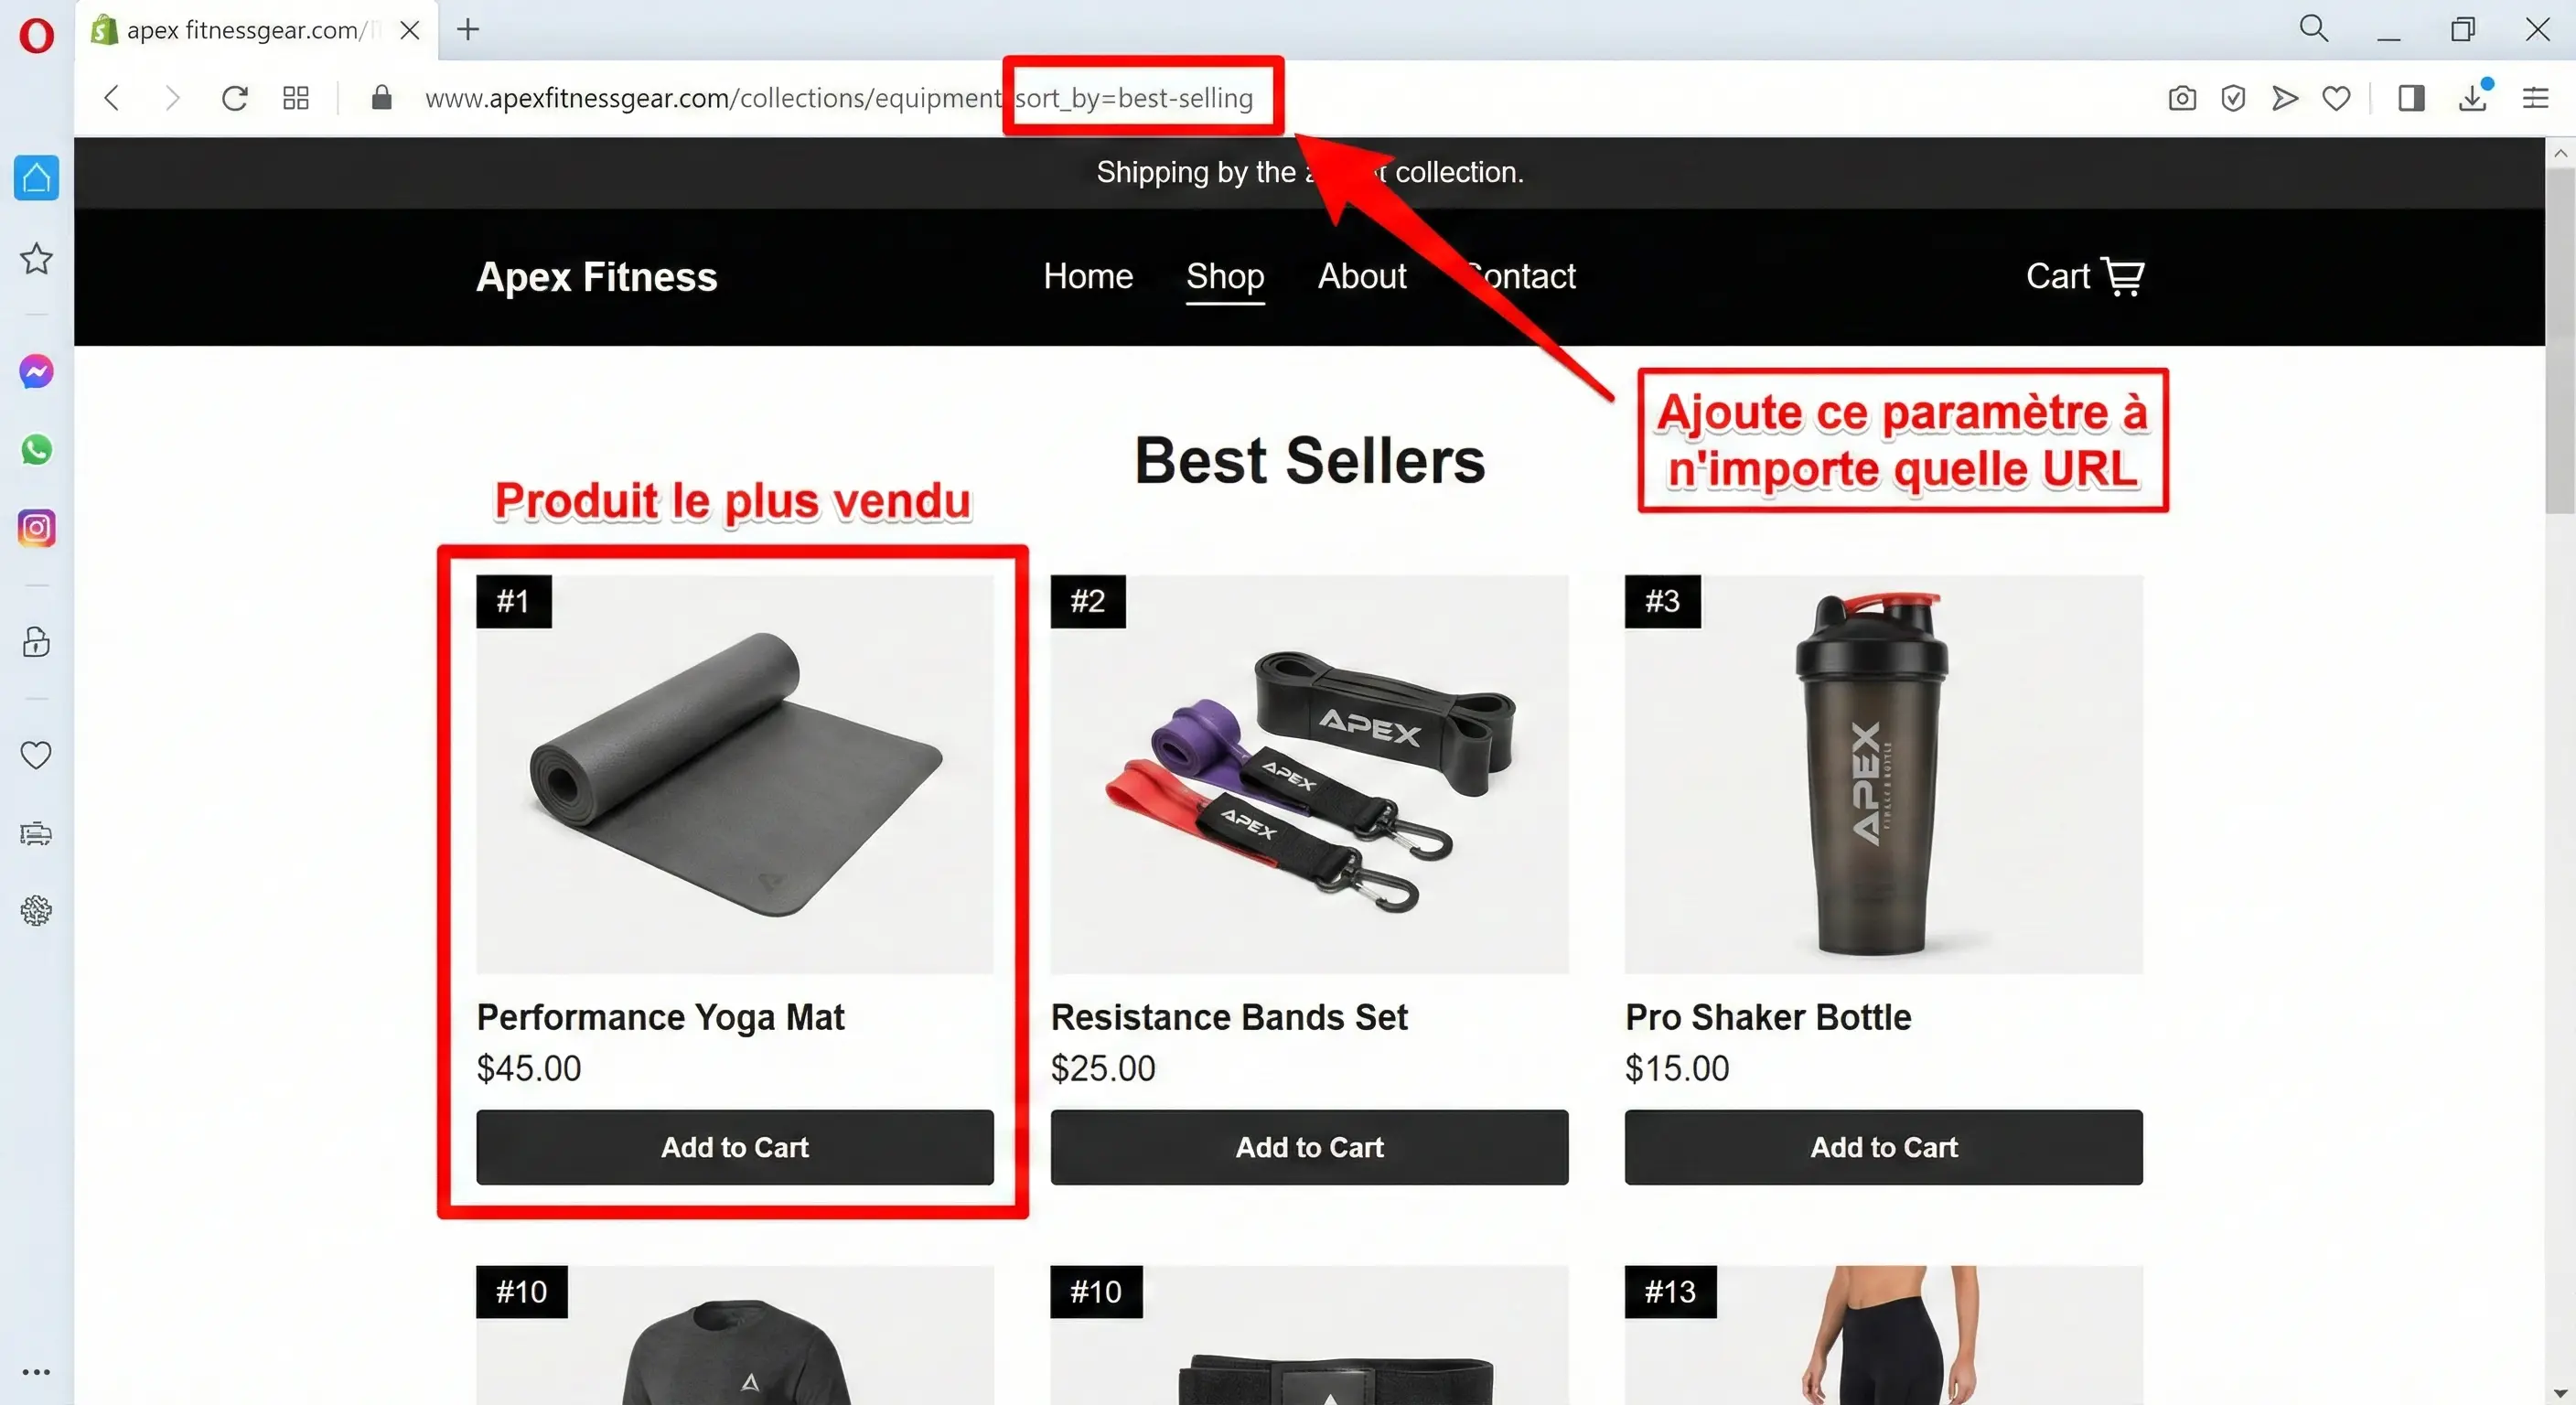 apex fitnessgear.com/
www.apexfitnessgear.com/collections/equipment sort_by=best-selling
Shipping by the collection.
Apex Fitness
Home Shop About Contact
Cart
Ajoute ce paramètre à
n'importe quelle URL
Best Sellers
Produit le plus vendu
#1
#2
#3
APEX
APEX
APEX
APEX
Performance Yoga Mat
Resistance Bands Set
Pro Shaker Bottle
$45.00
$25.00
$15.00
Add to Cart
Add to Cart
Add to Cart
#10
#10
#13